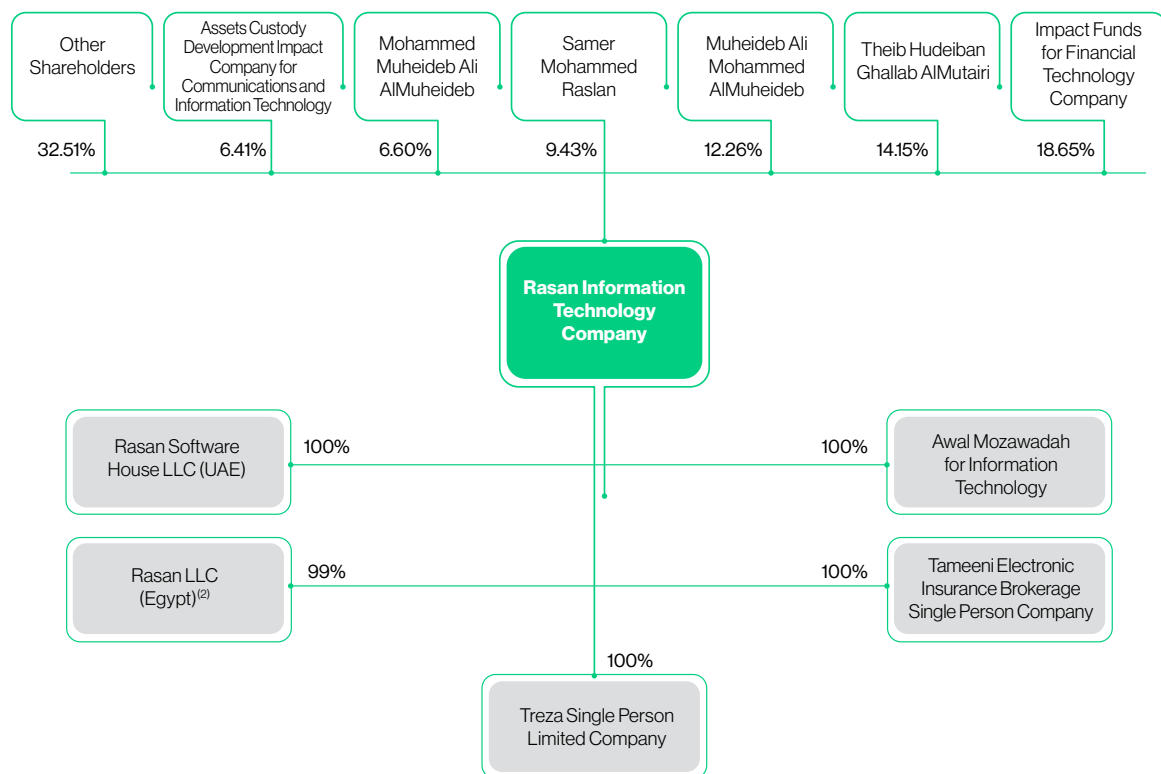 Other
Shareholders
Assets Custody
Development Impact
Company for
Communications and
Information Technology
Mohammed
Muheideb Ali
AlMuheideb
Samer
Mohammed
Raslan
Muheideb Ali
Mohammed
AlMuheideb
Theib Hudeiban
Ghallab AlMutairi
Impact Funds
for Financial
Technology
Company
32.51%
6.41%
6.60%
9.43%
12.26%
14.15%
18.65%
Rasan Information
Technology
Company
Rasan Software
House LLC (UAE)
100%
100%
Awal Mozawadah
for Information
Technology
Rasan LLC
(Egypt)(2)
99%
100%
Tameeni Electronic
Insurance Brokerage
Single Person Company
100%
Treza Single Person
Limited Company